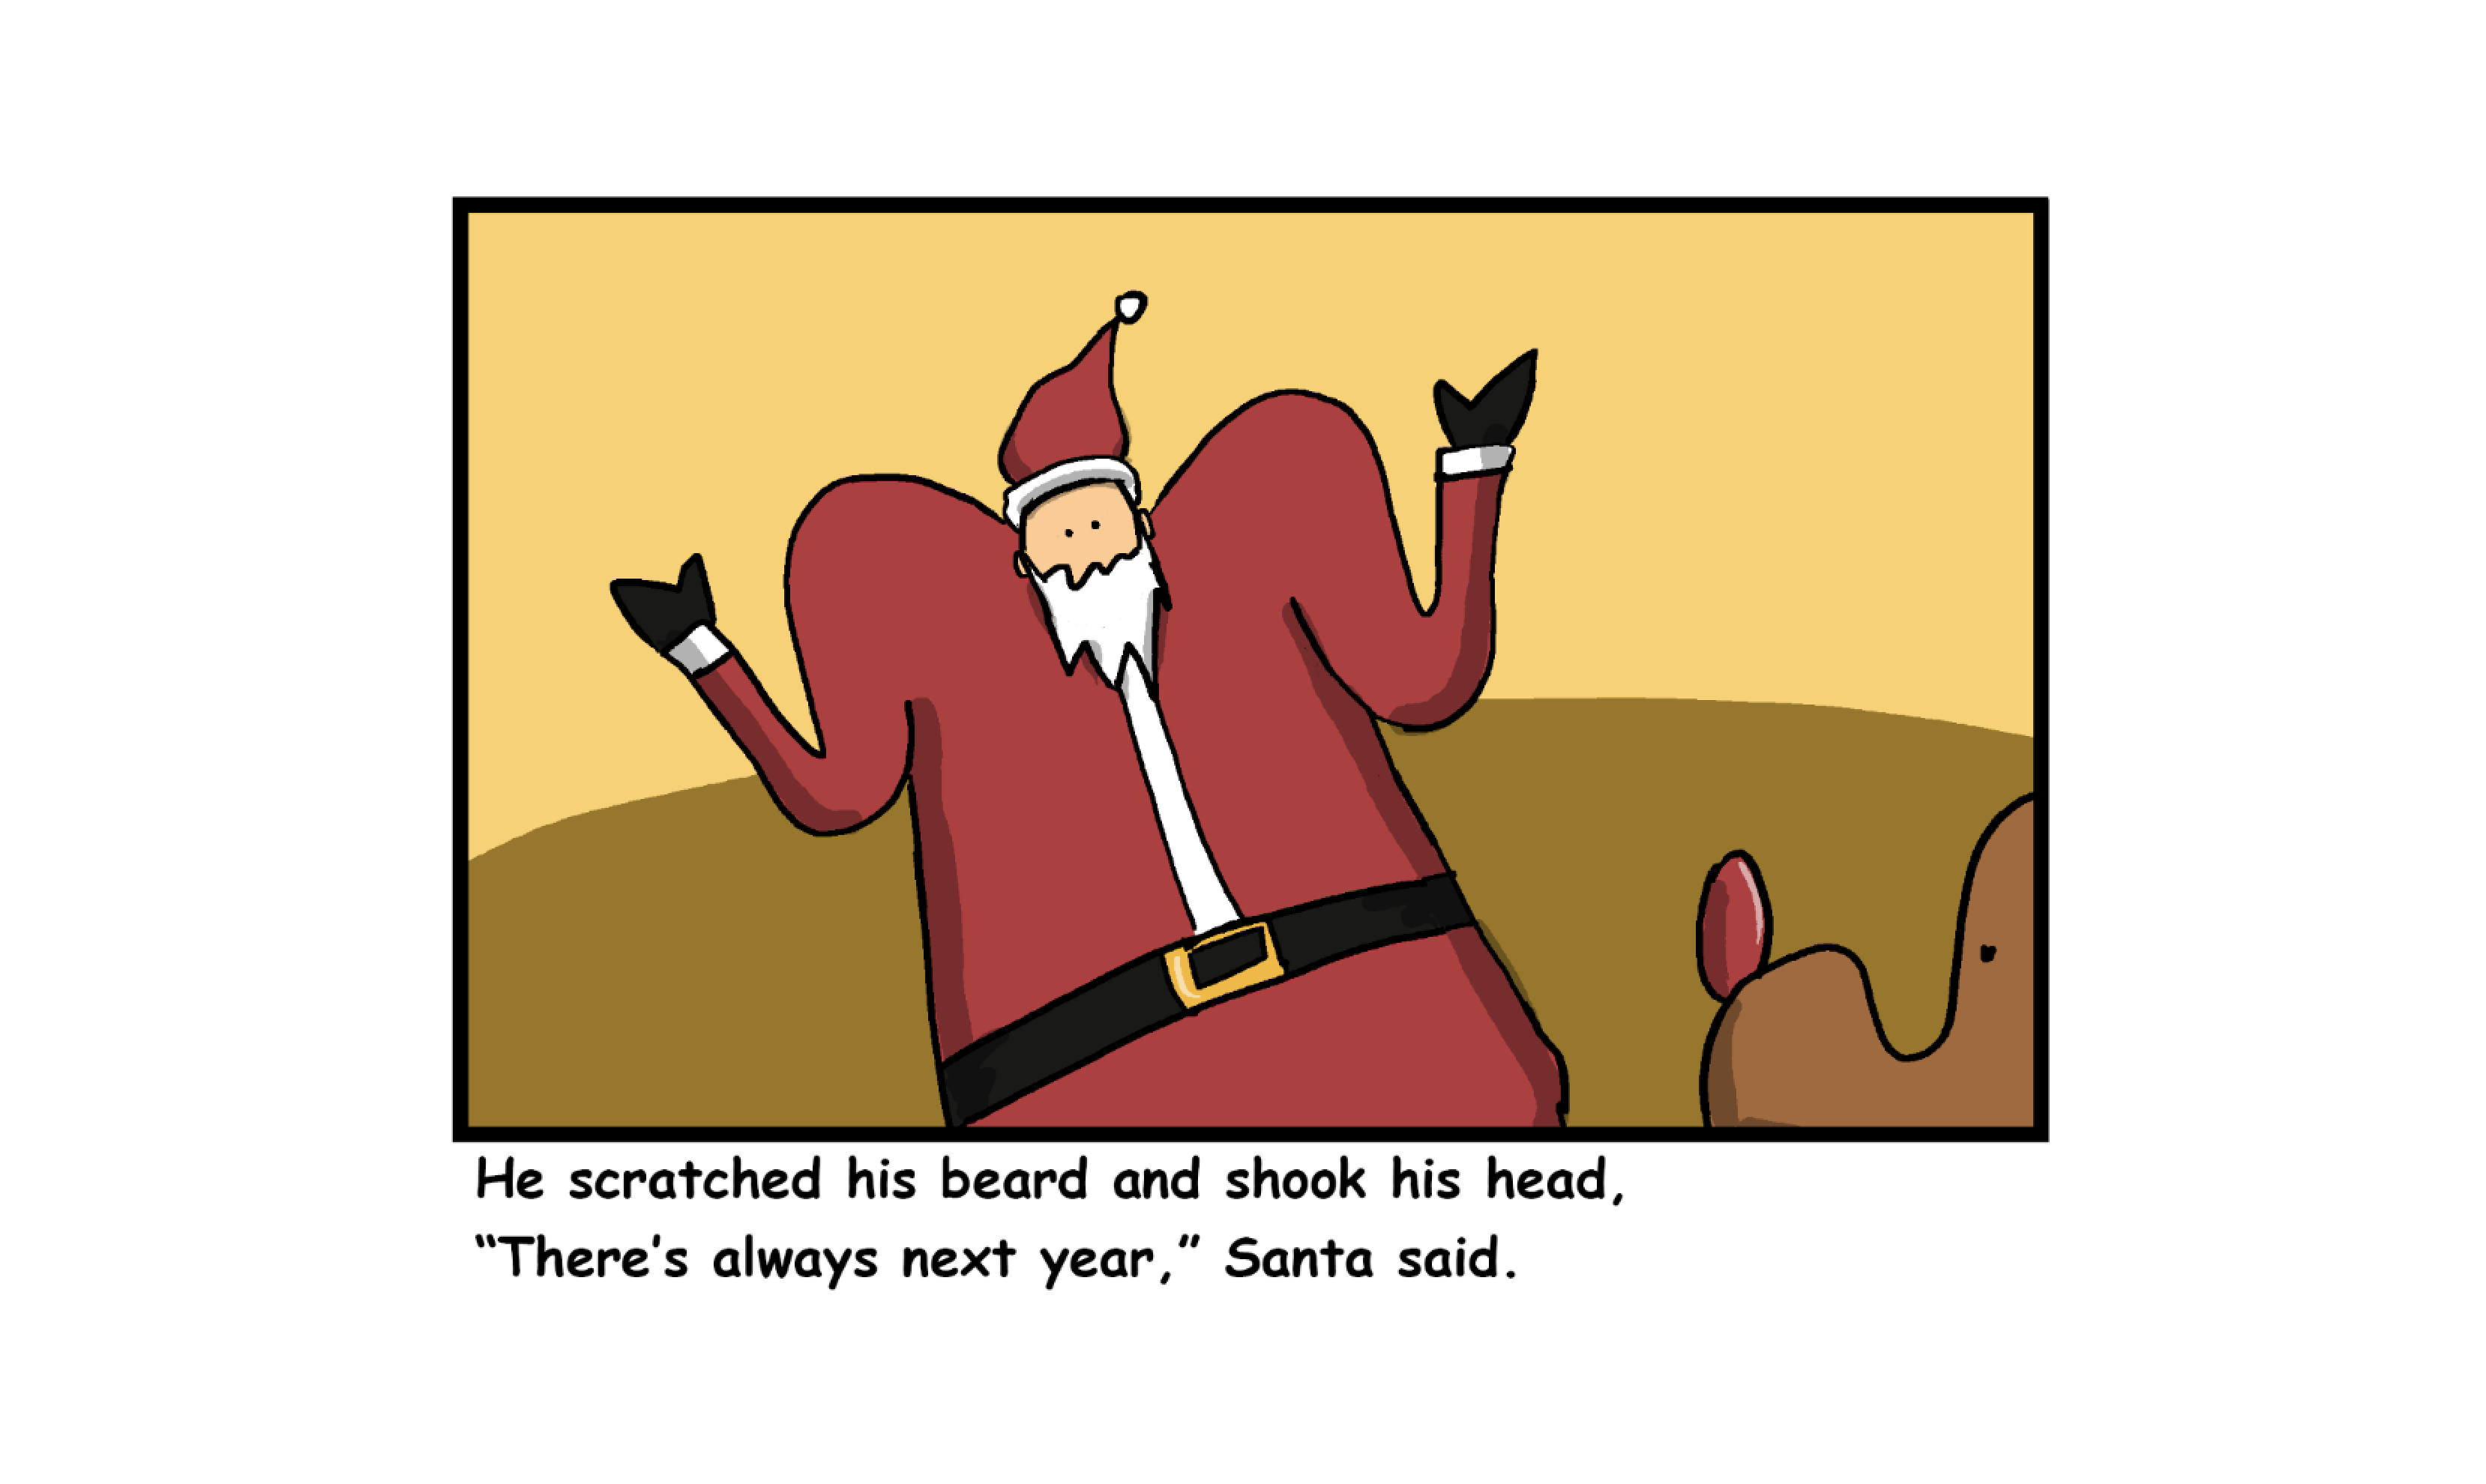 He scratched his beard and shook his head,
“There’s always next year,” Santa said.